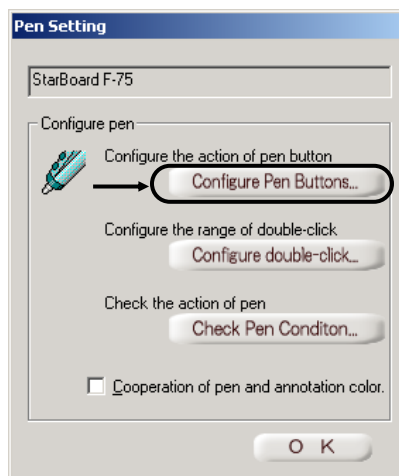 Pen Setting
StarBoard F-75
Configure pen
Configure the action of pen button
Configure Pen Buttons...
Configure the range of double-click
Configure double-click...
Check the action of pen
Check Pen Conditon...
Cooperation of pen and annotation color.
O K